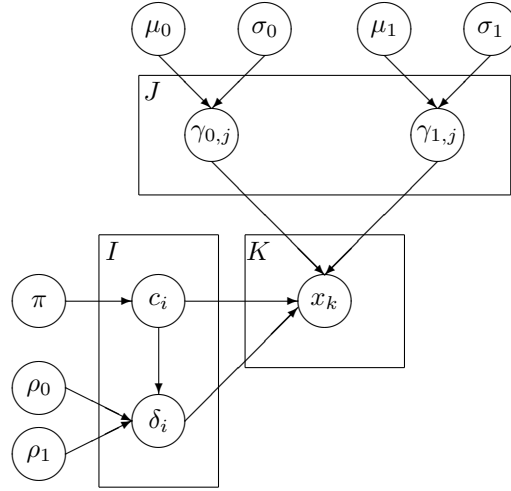 μ₀ σ₀ μ₁ σ₁
J
γ₀,ⱼ γ₁,ⱼ
I K
π cᵢ xₖ
ρ₀
δᵢ
ρ₁